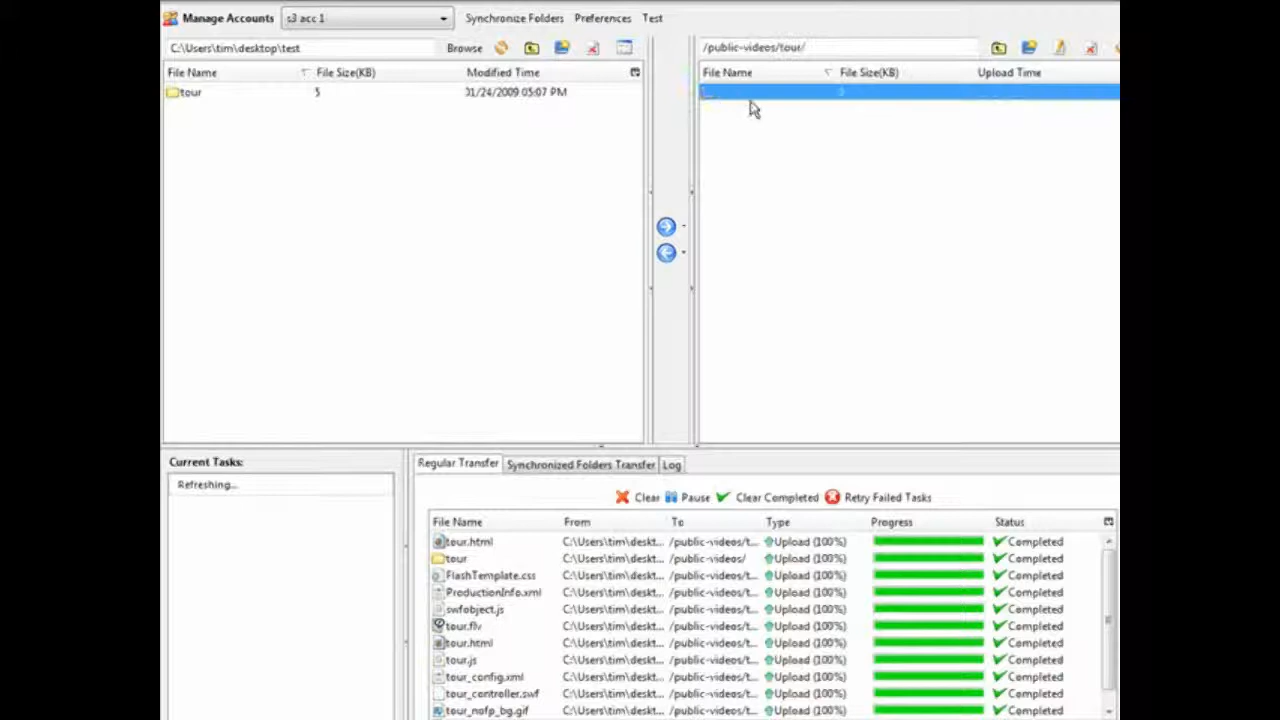 Manage Accounts s3 acc 1 Synchronize Folders Preferences Test
C:\Users\tim\desktop\test Browse /public-videos/tour/
File Name File Size(KB) Modified Time File Name File Size(KB) Upload Time
tour 5 01/24/2009 05:07 PM 0
Current Tasks: Regular Transfer Synchronized Folders Transfer Log
Refreshing...
Clear Pause Clear Completed Retry Failed Tasks
File Name From To Type Progress Status
tour.html C:\Users\tim\deskt... /public-videos/t... Upload (100%) Completed
tour C:\Users\tim\deskt... /public-videos/ Upload (100%) Completed
FlashTemplate.css C:\Users\tim\deskt... /public-videos/t... Upload (100%) Completed
ProductionInfo.xml C:\Users\tim\deskt... /public-videos/t... Upload (100%) Completed
swfobject.js C:\Users\tim\deskt... /public-videos/t... Upload (100%) Completed
tour.flv C:\Users\tim\deskt... /public-videos/t... Upload (100%) Completed
tour.html C:\Users\tim\deskt... /public-videos/t... Upload (100%) Completed
tour.js C:\Users\tim\deskt... /public-videos/t... Upload (100%) Completed
tour_config.xml C:\Users\tim\deskt... /public-videos/t... Upload (100%) Completed
tour_controller.swf C:\Users\tim\deskt... /public-videos/t... Upload (100%) Completed
tour_nofp_bg.gif C:\Users\tim\deskt... /public-videos/t... Upload (100%) Completed